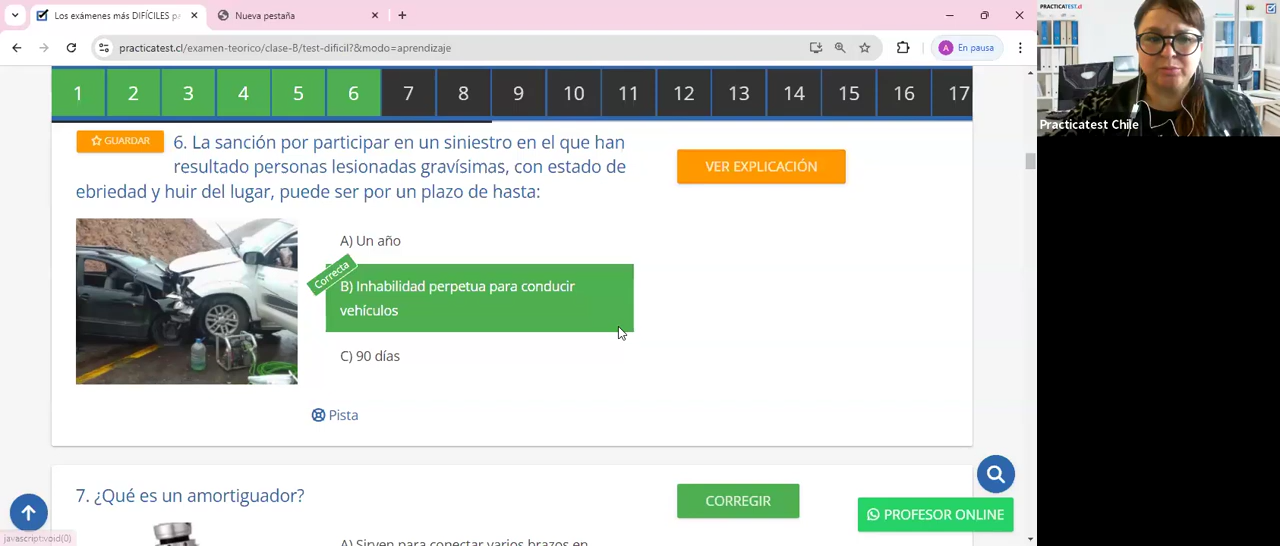 Los exámenes más DIFÍCILES pa
Nueva pestaña
practicatest.cl/examen-teorico/clase-B/test-dificil?&modo=aprendizaje
A
En pausa
PRACTICATEST.cl
Practicatest Chile
1 2 3 4 5 6 7 8 9 10 11 12 13 14 15 16 17
GUARDAR
6. La sanción por participar en un siniestro en el que han
resultado personas lesionadas gravísimas, con estado de
ebriedad y huir del lugar, puede ser por un plazo de hasta:
VER EXPLICACIÓN
A) Un año
Correcta
B) Inhabilidad perpetua para conducir
vehículos
C) 90 días
Pista
7. ¿Qué es un amortiguador?
CORREGIR
PROFESOR ONLINE
javascript:void(0)
A) Sirven para conectar varios brazos en